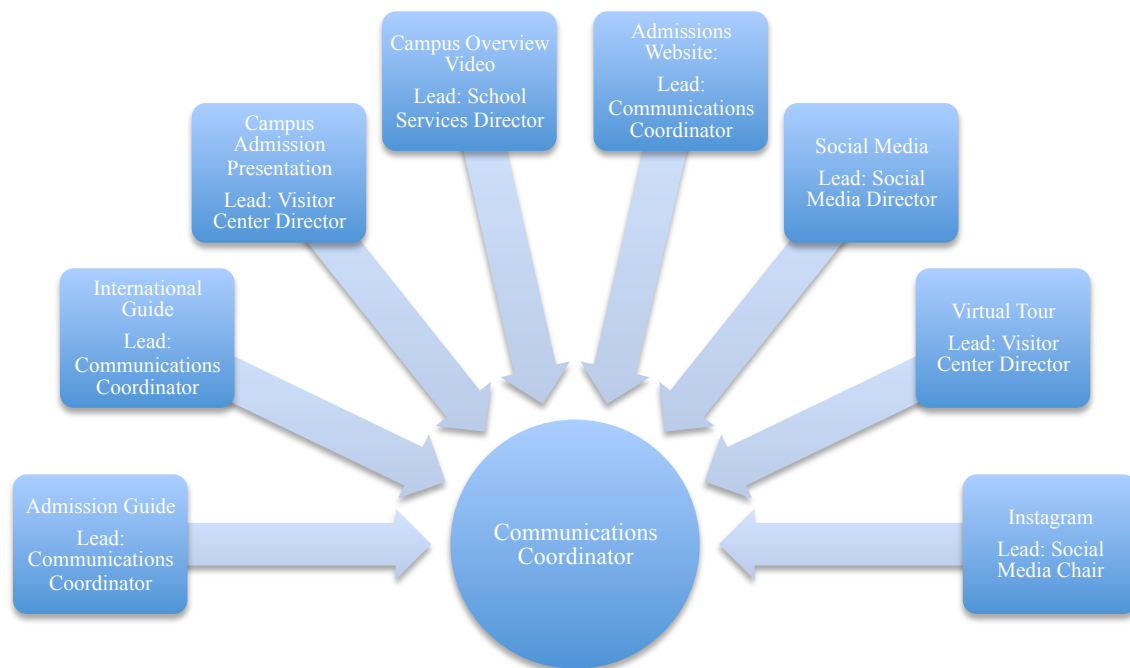 Admission Guide
Lead:
Communications
Coordinator
International
Guide
Lead:
Communications
Coordinator
Campus
Admission
Presentation
Lead: Visitor
Center Director
Campus Overview
Video
Lead: School
Services Director
Admissions
Website:
Lead:
Communications
Coordinator
Social Media
Lead: Social
Media Director
Virtual Tour
Lead: Visitor
Center Director
Instagram
Lead: Social
Media Chair
Communications
Coordinator